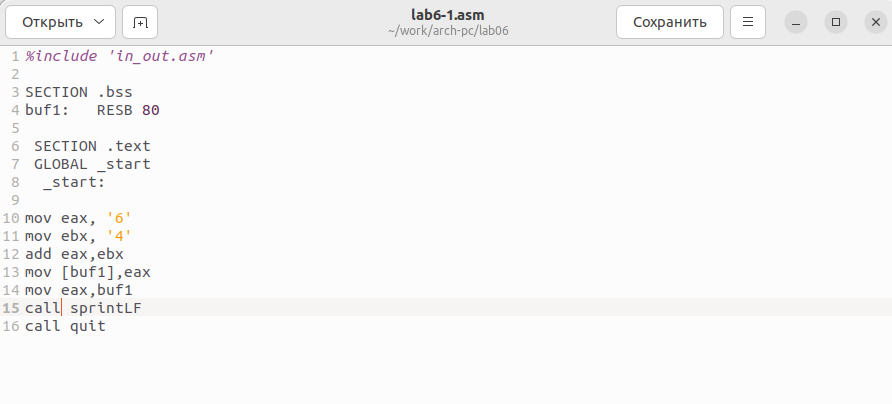 Открыть
lab6-1.asm
~/work/arch-pc/lab06
Сохранить
1 %include 'in_out.asm'
2
3 SECTION .bss
4 buf1:   RESB 80
5
6  SECTION .text
7  GLOBAL _start
8   _start:
9
10 mov eax, '6'
11 mov ebx, '4'
12 add eax,ebx
13 mov [buf1],eax
14 mov eax,buf1
15 call sprintLF
16 call quit